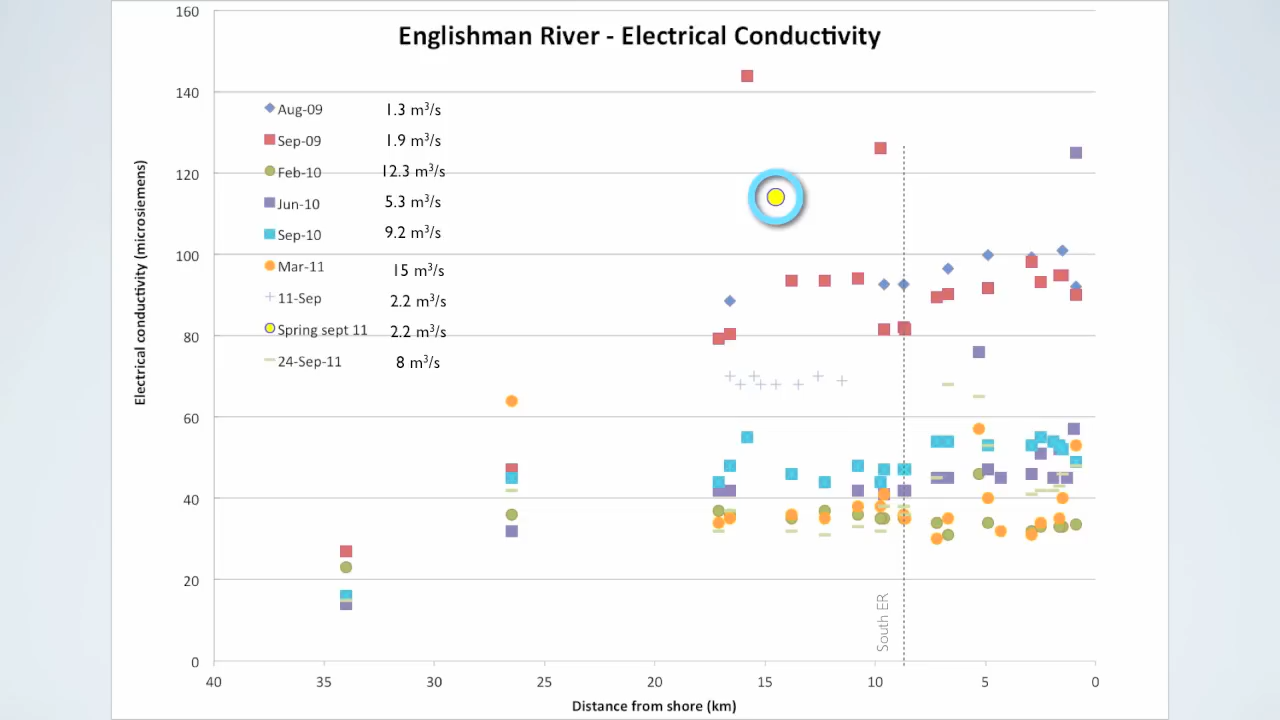 Englishman River - Electrical Conductivity
160
140
120
100
80
60
40
20
0
Electrical conductivity (microsiemens)
Aug-09 1.3 m³/s
Sep-09 1.9 m³/s
Feb-10 12.3 m³/s
Jun-10 5.3 m³/s
Sep-10 9.2 m³/s
Mar-11 15 m³/s
11-Sep 2.2 m³/s
Spring sept 11 2.2 m³/s
24-Sep-11 8 m³/s
South ER
40 35 30 25 20 15 10 5 0
Distance from shore (km)